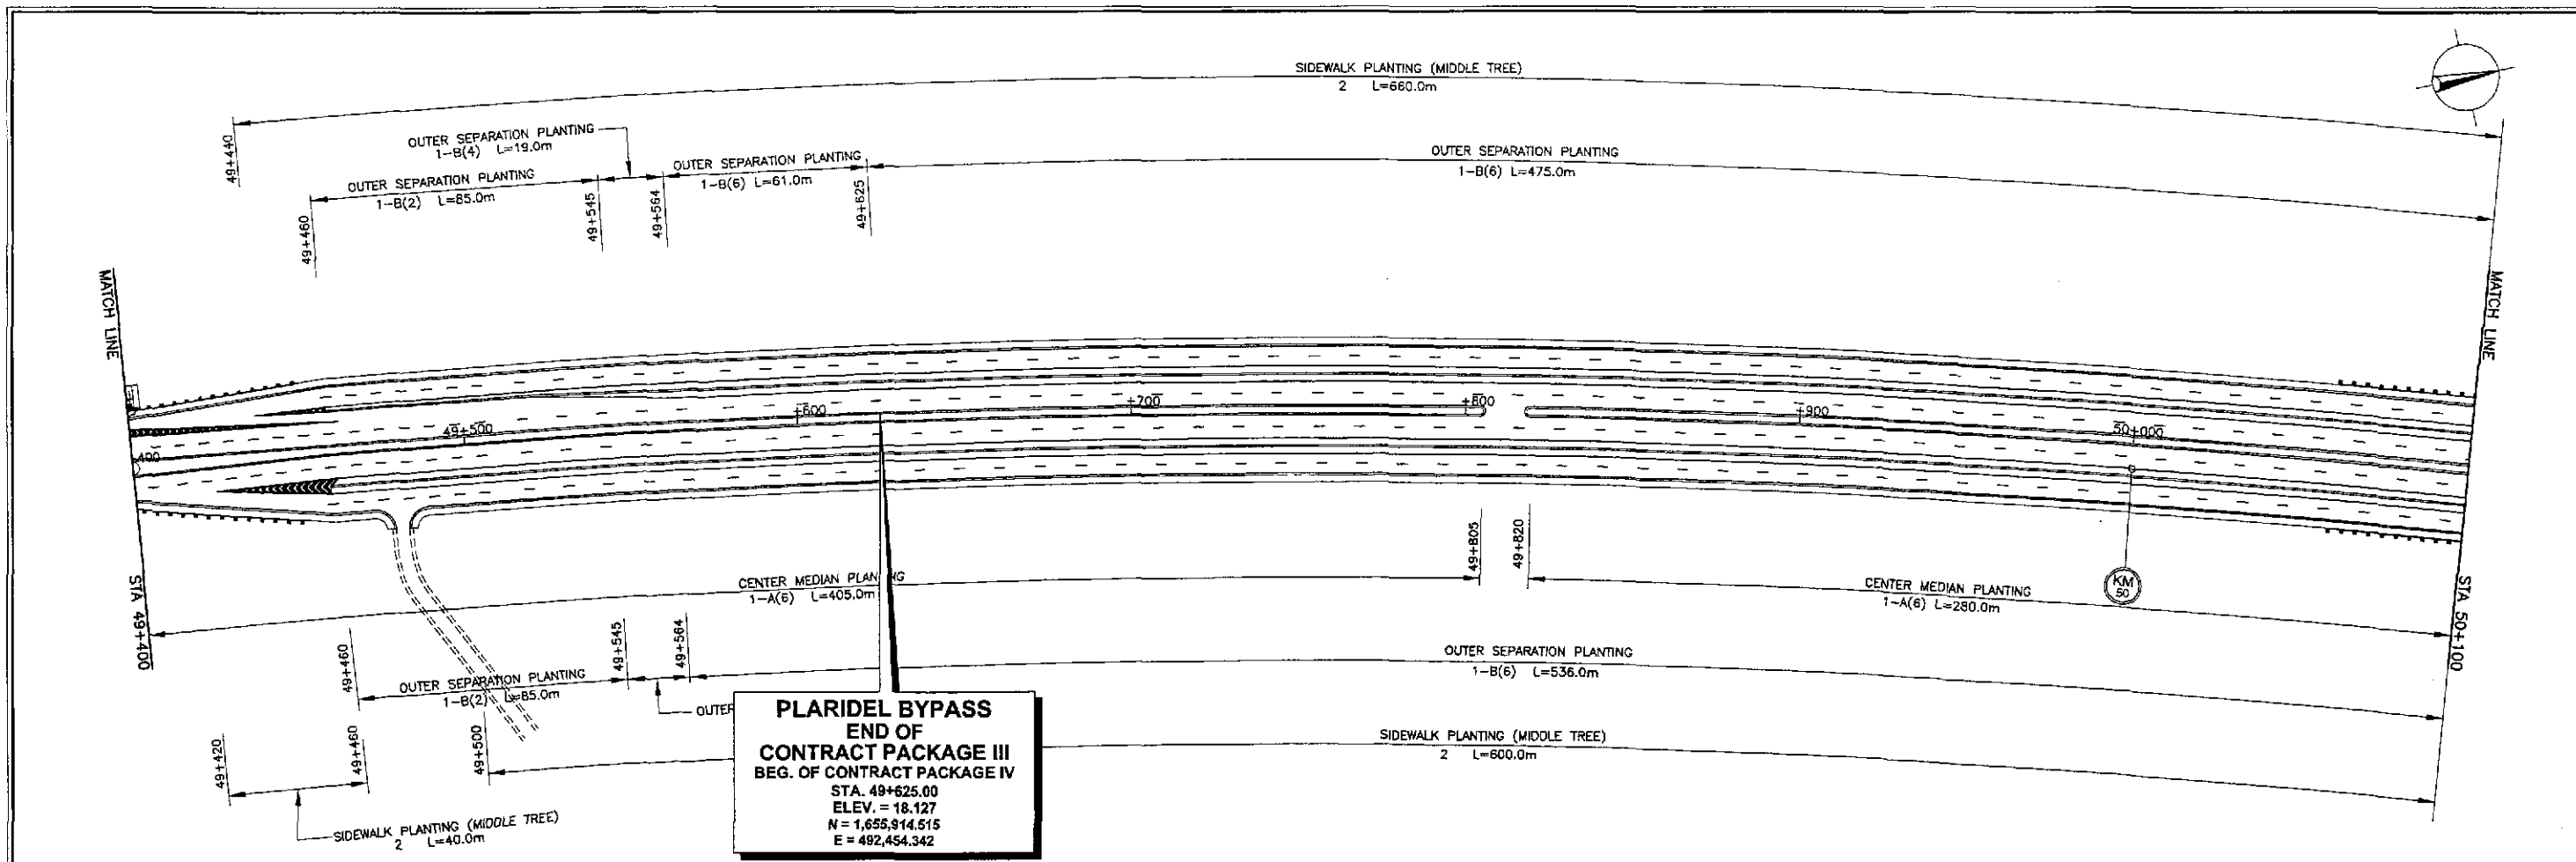 SIDEWALK PLANTING (MIDDLE TREE)
2 L=660.0m
49+440
OUTER SEPARATION PLANTING
1-B(4) L=19.0m
OUTER SEPARATION PLANTING
1-B(2) L=85.0m
OUTER SEPARATION PLANTING
1-B(6) L=61.0m
OUTER SEPARATION PLANTING
1-B(6) L=475.0m
49+460
49+545
49+564
49+625
MATCH LINE
MATCH LINE
400
49+500
+600
+700
+800
+900
50+000
STA 49+400
STA 50+100
49+805
49+820
CENTER MEDIAN PLANTING
1-A(6) L=405.0m
CENTER MEDIAN PLANTING
1-A(6) L=280.0m
KM
50
49+460
49+545
49+564
OUTER SEPARATION PLANTING
1-B(2) L=85.0m
OUTER
OUTER SEPARATION PLANTING
1-B(6) L=536.0m
49+420
49+460
49+500
SIDEWALK PLANTING (MIDDLE TREE)
2 L=600.0m
SIDEWALK PLANTING (MIDDLE TREE)
2 L=40.0m
PLARIDEL BYPASS
END OF
CONTRACT PACKAGE III
BEG. OF CONTRACT PACKAGE IV
STA. 49+625.00
ELEV. = 18.127
N = 1,655,914.515
E = 492,454.342